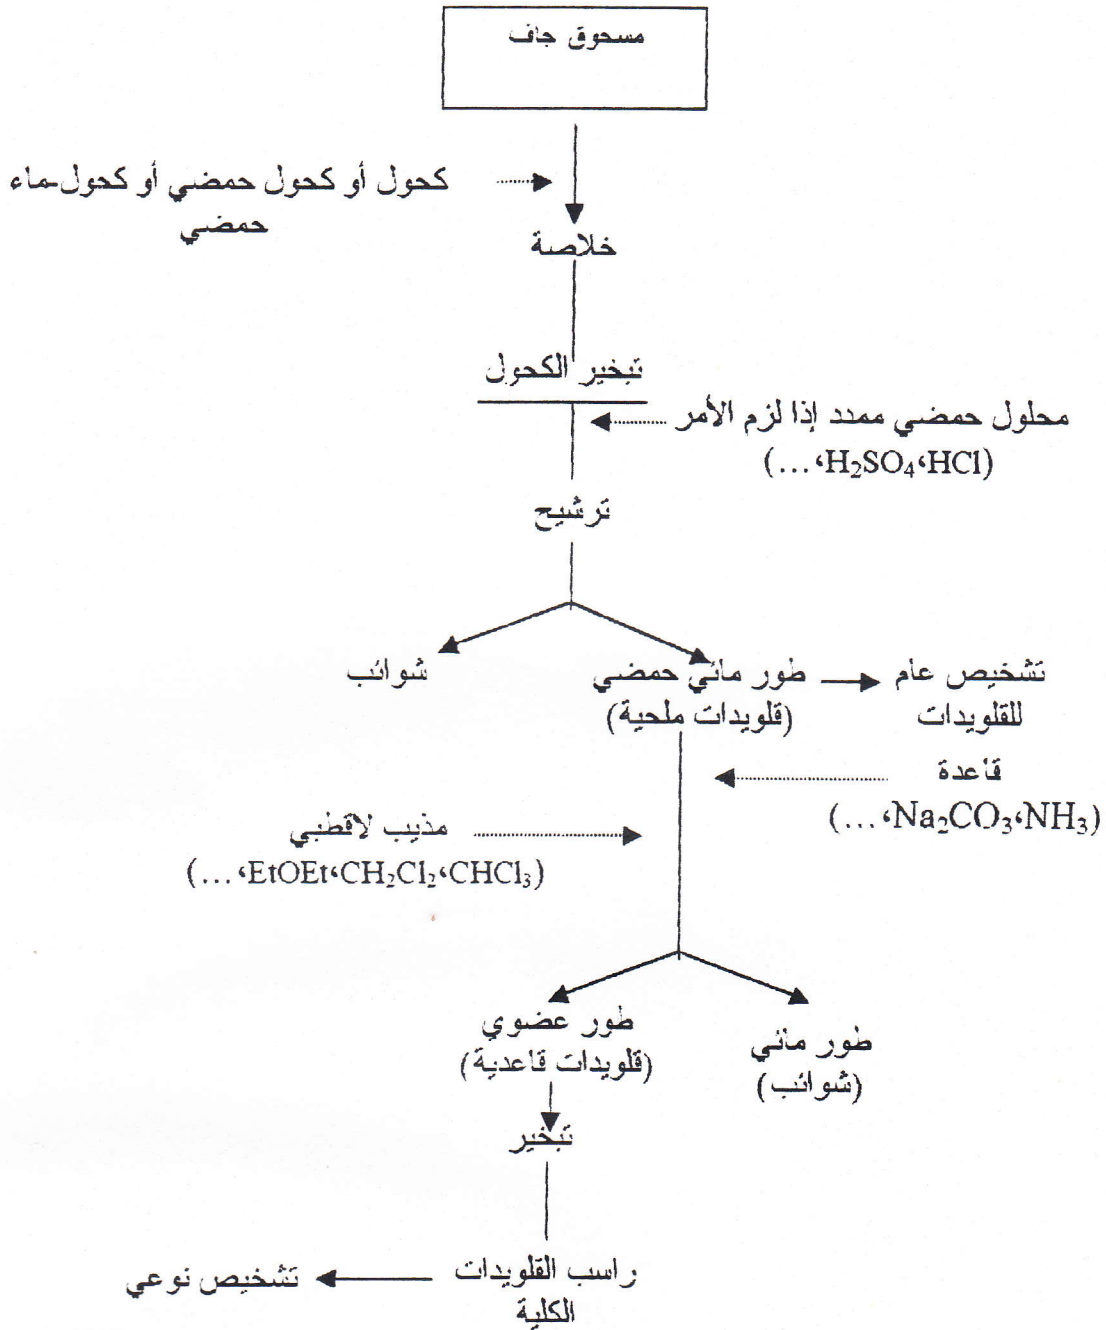 مسحوق جاف
كحول أو كحول حمضي أو كحول-ماء
حمضي
خلاصة
تبخير الكحول
محلول حمضي ممدد إذا لزم الأمر
(H₂SO₄،HCl،...)
ترشيح
شوائب
طور مائي حمضي
(قلويدات ملحية)
تشخيص عام
للقلويدات
قاعدة
(Na₂CO₃،NH₃،...)
مذيب لاقطبي
(EtOEt،CH₂Cl₂،CHCl₃،...)
طور عضوي
(قلويدات قاعدية)
طور مائي
(شوائب)
تبخير
راسب القلويدات
الكلية
تشخيص نوعي